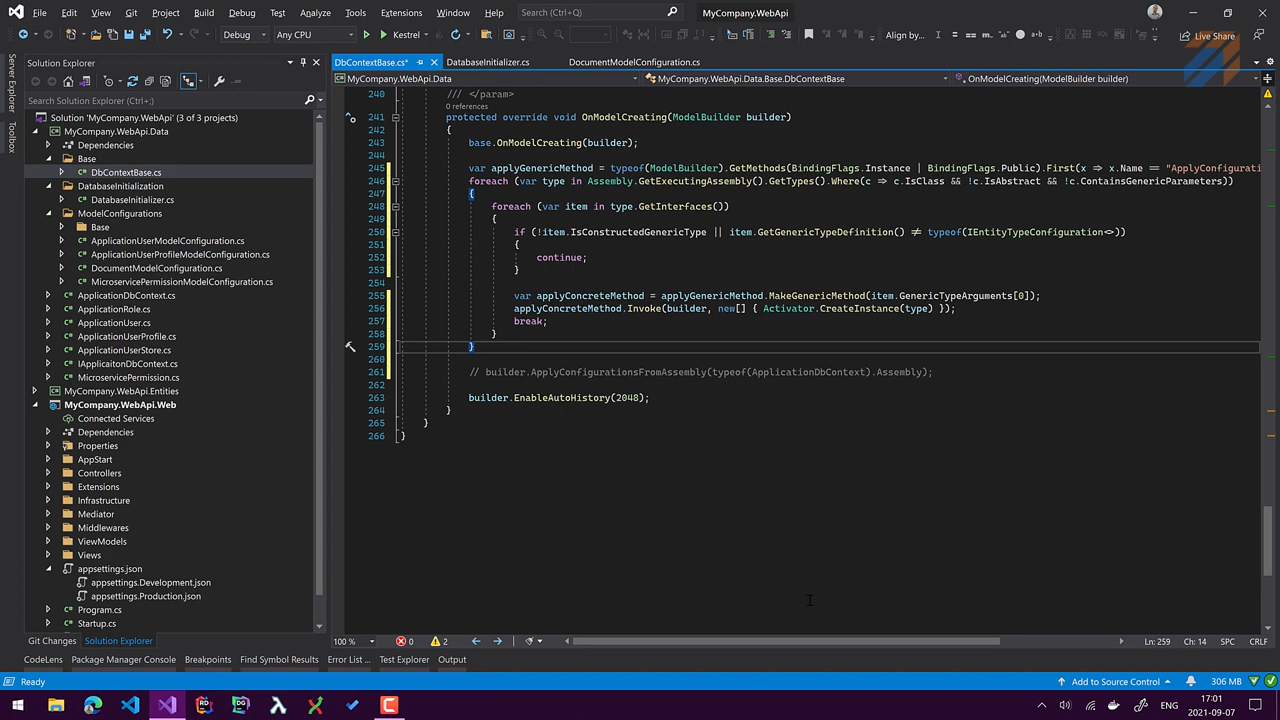 File Edit View Git Project Build Debug Test Analyze Tools Extensions Window Help Search (Ctrl+Q) MyCompany.WebApi
Debug Any CPU Kestrel Align by... Live Share
Server Explorer
Toolbox
Solution Explorer
Search Solution Explorer (Ctrl+;)
Solution 'MyCompany.WebApi' (3 of 3 projects)
MyCompany.WebApi.Data
Dependencies
Base
DbContextBase.cs
DatabaseInitialization
DatabaseInitializer.cs
ModelConfigurations
Base
ApplicationUserModelConfiguration.cs
ApplicationUserProfileModelConfiguration.cs
DocumentModelConfiguration.cs
MicroservicePermissionModelConfiguration.cs
ApplicationDbContext.cs
ApplicationRole.cs
ApplicationUser.cs
ApplicationUserProfile.cs
ApplicationUserStore.cs
IApplicaitonDbContext.cs
MicroservicePermission.cs
MyCompany.WebApi.Entities
MyCompany.WebApi.Web
Connected Services
Dependencies
Properties
AppStart
Controllers
Extensions
Infrastructure
Mediator
Middlewares
ViewModels
Views
appsettings.json
appsettings.Development.json
appsettings.Production.json
Program.cs
Startup.cs
Git Changes Solution Explorer
DbContextBase.cs* DatabaseInitializer.cs DocumentModelConfiguration.cs
MyCompany.WebApi.Data MyCompany.WebApi.Data.Base.DbContextBase OnModelCreating(ModelBuilder builder)
240 /// </param>
0 references
241 protected override void OnModelCreating(ModelBuilder builder)
242 {
243 base.OnModelCreating(builder);
244
245 var applyGenericMethod = typeof(ModelBuilder).GetMethods(BindingFlags.Instance | BindingFlags.Public).First(x => x.Name == "ApplyConfigurati
246 foreach (var type in Assembly.GetExecutingAssembly().GetTypes().Where(c => c.IsClass && !c.IsAbstract && !c.ContainsGenericParameters))
247 {
248 foreach (var item in type.GetInterfaces())
249 {
250 if (!item.IsConstructedGenericType || item.GetGenericTypeDefinition() != typeof(IEntityTypeConfiguration<>))
251 {
252 continue;
253 }
254
255 var applyConcreteMethod = applyGenericMethod.MakeGenericMethod(item.GenericTypeArguments[0]);
256 applyConcreteMethod.Invoke(builder, new[] { Activator.CreateInstance(type) });
257 break;
258 }
259 }
260
261 // builder.ApplyConfigurationsFromAssembly(typeof(ApplicationDbContext).Assembly);
262
263 builder.EnableAutoHistory(2048);
264 }
265 }
266 }
100 % 0 2 Ln: 259 Ch: 14 SPC CRLF
CodeLens Package Manager Console Breakpoints Find Symbol Results Error List ... Test Explorer Output
Ready Add to Source Control 306 MB
ENG 17:01
2021-09-07